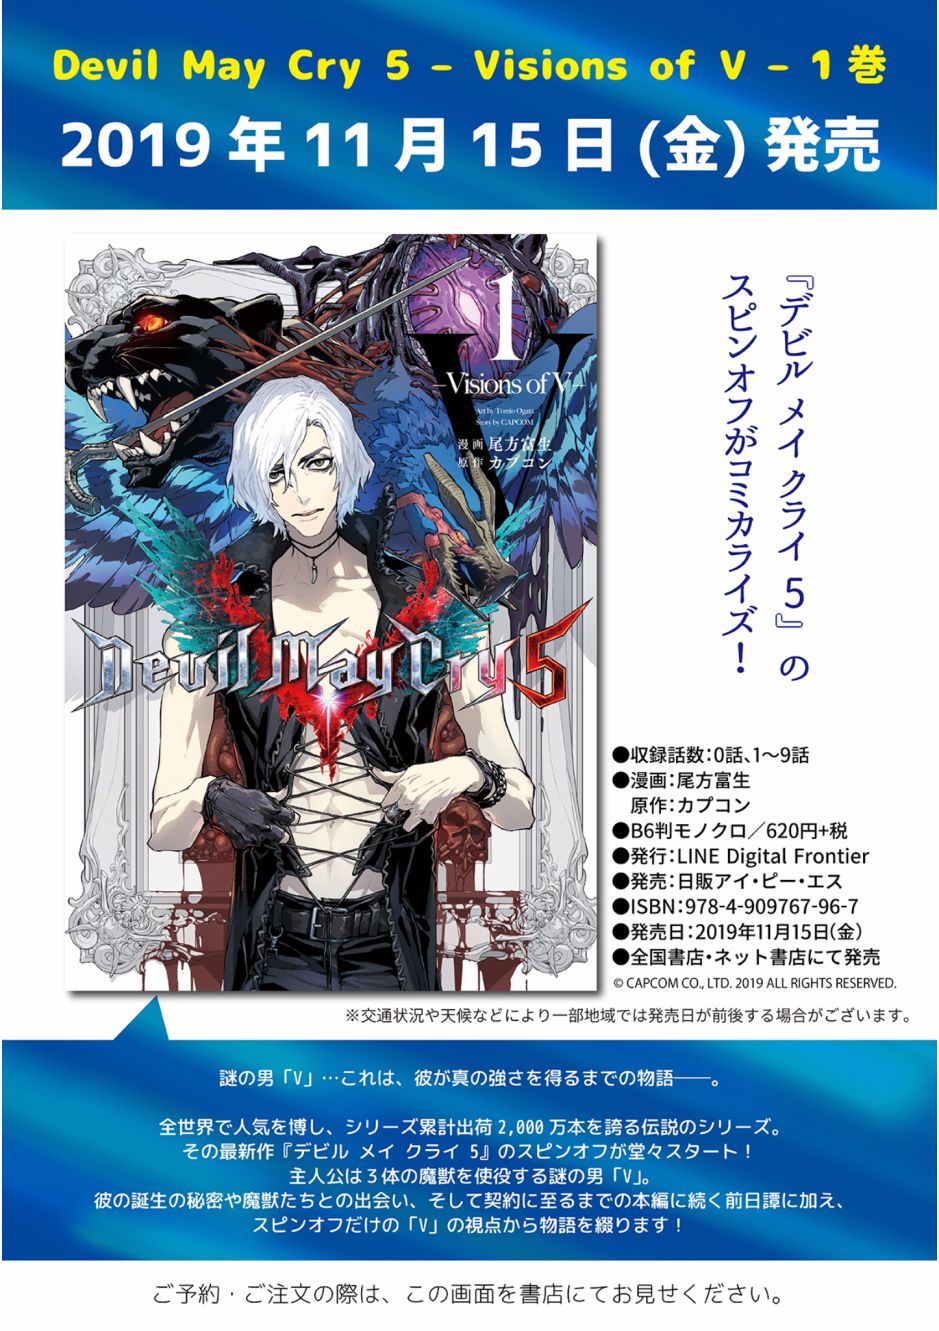 Devil May Cry 5 – Visions of V – 1巻
2019年11月15日(金)発売
1
–Visions of V–
Art by Tomio Ogata
Story by CAPCOM
漫画 尾方富生
原作 カプコン
V
Devil May Cry 5
『デビル メイ クライ 5』の
スピンオフがコミカライズ！
●収録話数：0話、1〜9話
●漫画：尾方富生
原作：カプコン
●B6判モノクロ／620円+税
●発行：LINE Digital Frontier
●発売：日販アイ・ピー・エス
●ISBN：978-4-909767-96-7
●発売日：2019年11月15日(金)
●全国書店・ネット書店にて発売
© CAPCOM CO., LTD. 2019 ALL RIGHTS RESERVED.
※交通状況や天候などにより一部地域では発売日が前後する場合がございます。
謎の男「V」…これは、彼が真の強さを得るまでの物語――。
全世界で人気を博し、シリーズ累計出荷2,000万本を誇る伝説のシリーズ。
その最新作『デビル メイ クライ 5』のスピンオフが堂々スタート！
主人公は３体の魔獣を使役する謎の男「V」。
彼の誕生の秘密や魔獣たちとの出会い、そして契約に至るまでの本編に続く前日譚に加え、
スピンオフだけの「V」の視点から物語を綴ります！
ご予約・ご注文の際は、この画面を書店にてお見せください。